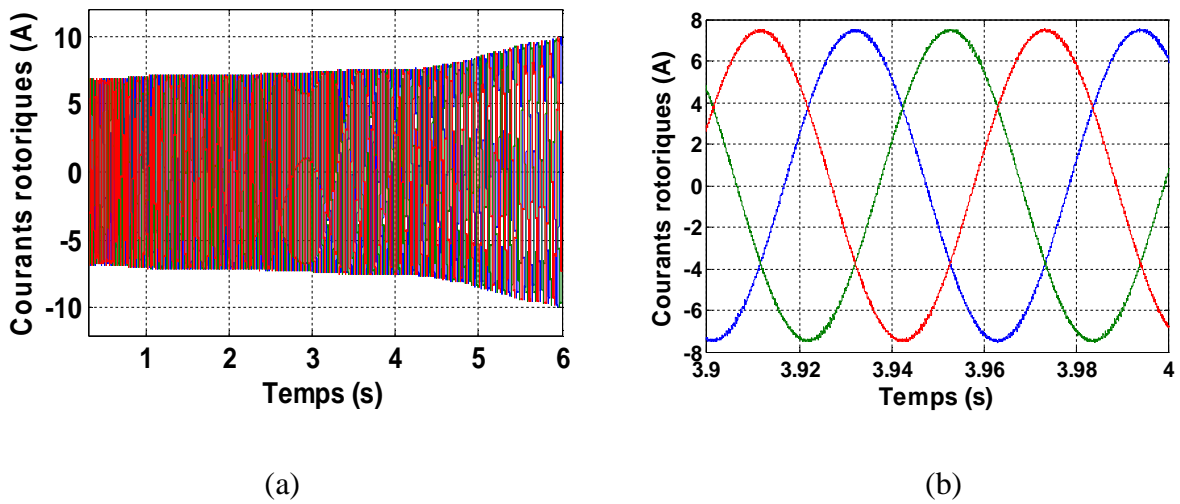 Courants rotoriques (A)
10
5
0
-5
-10
1 2 3 4 5 6
Temps (s)
(a)
Courants rotoriques (A)
8
6
4
2
0
-2
-4
-6
-8
3.9 3.92 3.94 3.96 3.98 4
Temps (s)
(b)